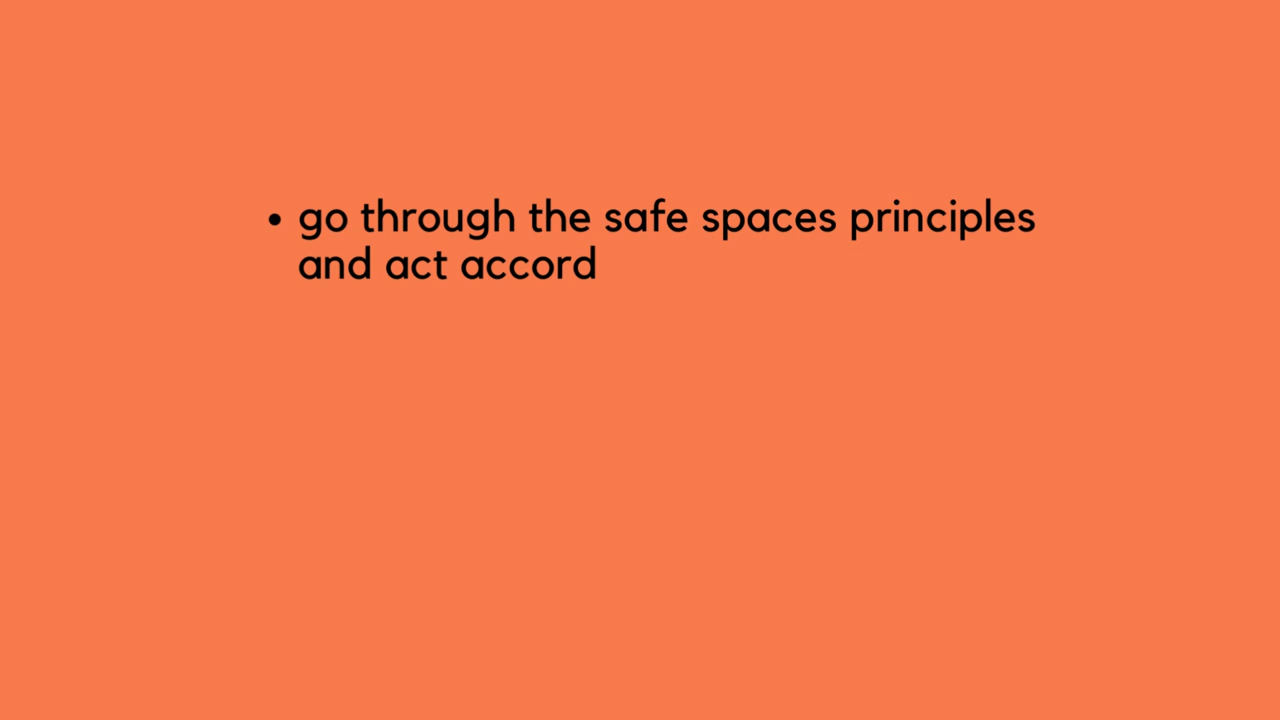 • go through the safe spaces principles
and act accord